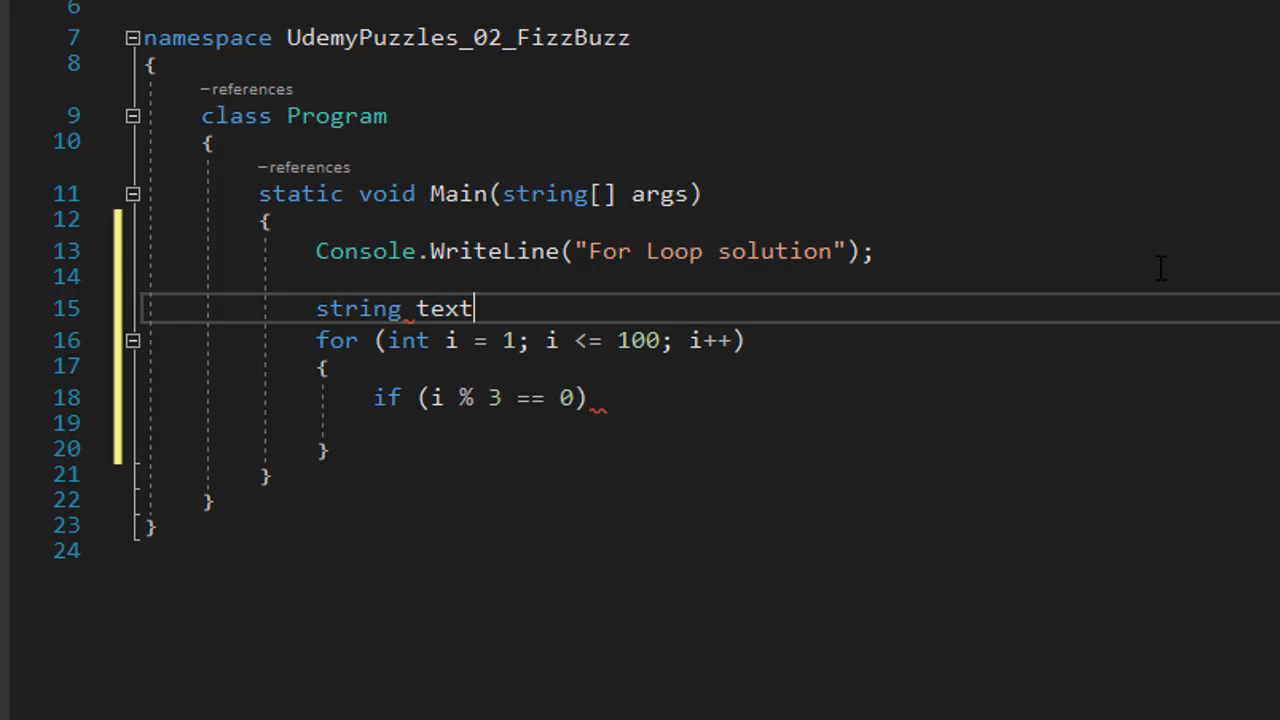 6
7 namespace UdemyPuzzles_02_FizzBuzz
8 {
–references
9 class Program
10 {
–references
11 static void Main(string[] args)
12 {
13 Console.WriteLine("For Loop solution");
14
15 string text
16 for (int i = 1; i <= 100; i++)
17 {
18 if (i % 3 == 0)
19
20 }
21 }
22 }
23 }
24